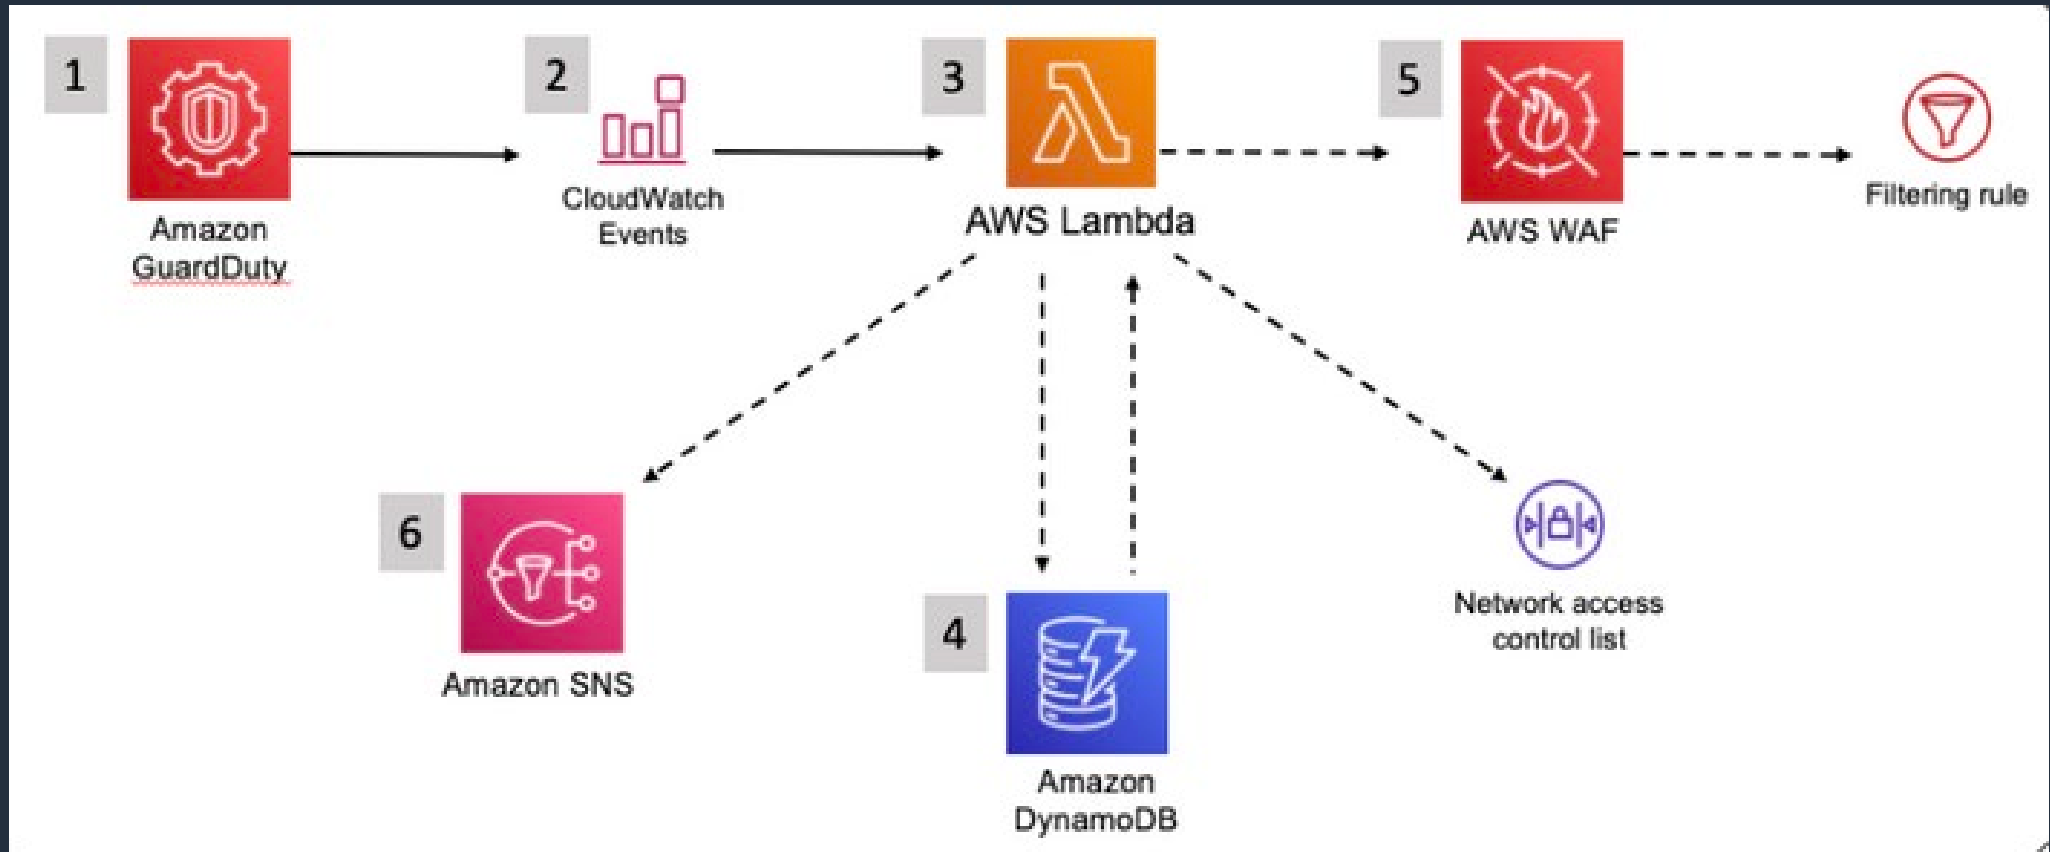 1
2
3
5
Amazon
GuardDuty
CloudWatch
Events
AWS Lambda
AWS WAF
Filtering rule
6
Amazon SNS
4
Amazon
DynamoDB
Network access
control list